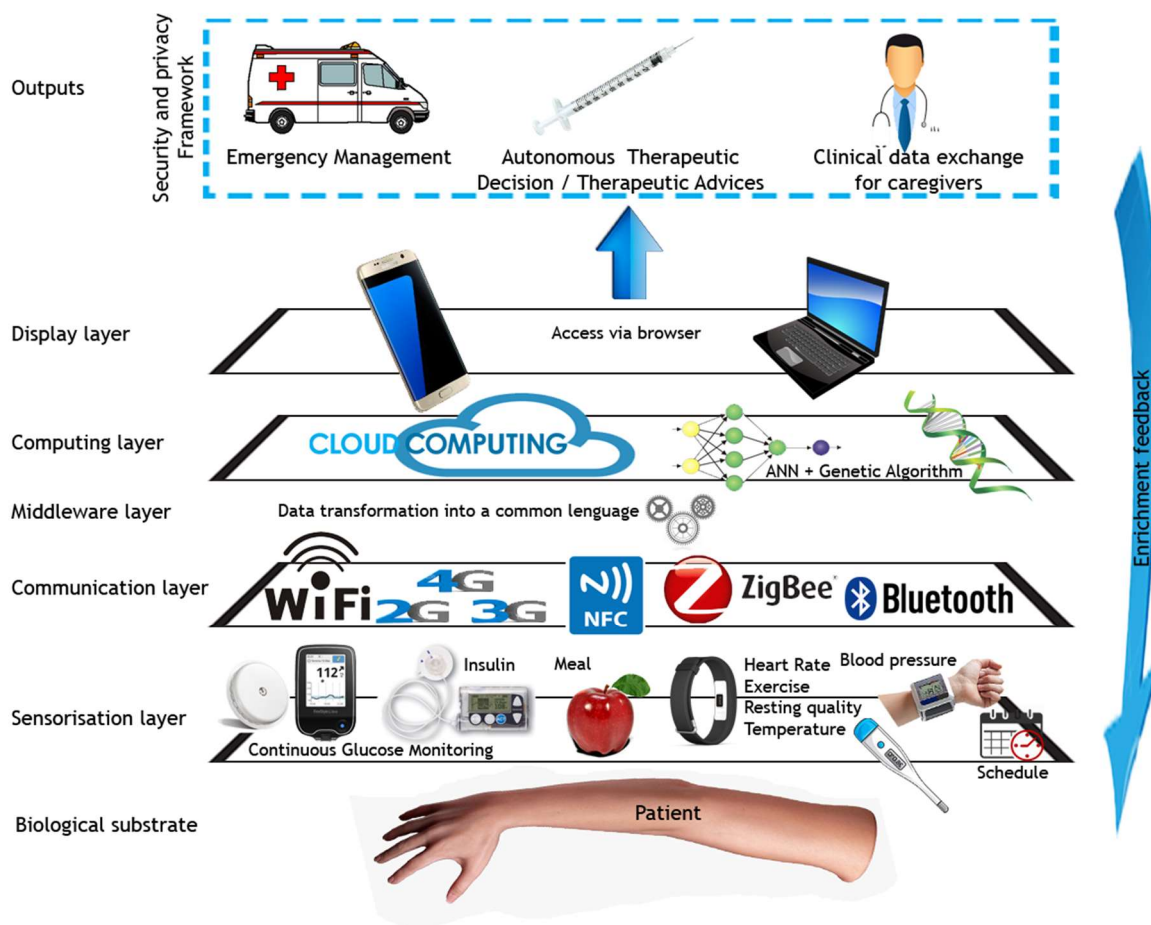 Outputs
Security and privacy
Framework
Emergency Management
Autonomous Therapeutic
Decision / Therapeutic Advices
Clinical data exchange
for caregivers
Display layer
Access via browser
Computing layer
CLOUD COMPUTING
ANN + Genetic Algorithm
Middleware layer
Data transformation into a common lenguage
Communication layer
WiFi
4G
2G 3G
NFC
ZigBee
Bluetooth
Sensorisation layer
112
Continuous Glucose Monitoring
Insulin
Meal
Heart Rate
Exercise
Resting quality
Temperature
Blood pressure
Schedule
Biological substrate
Patient
Enrichment feedback